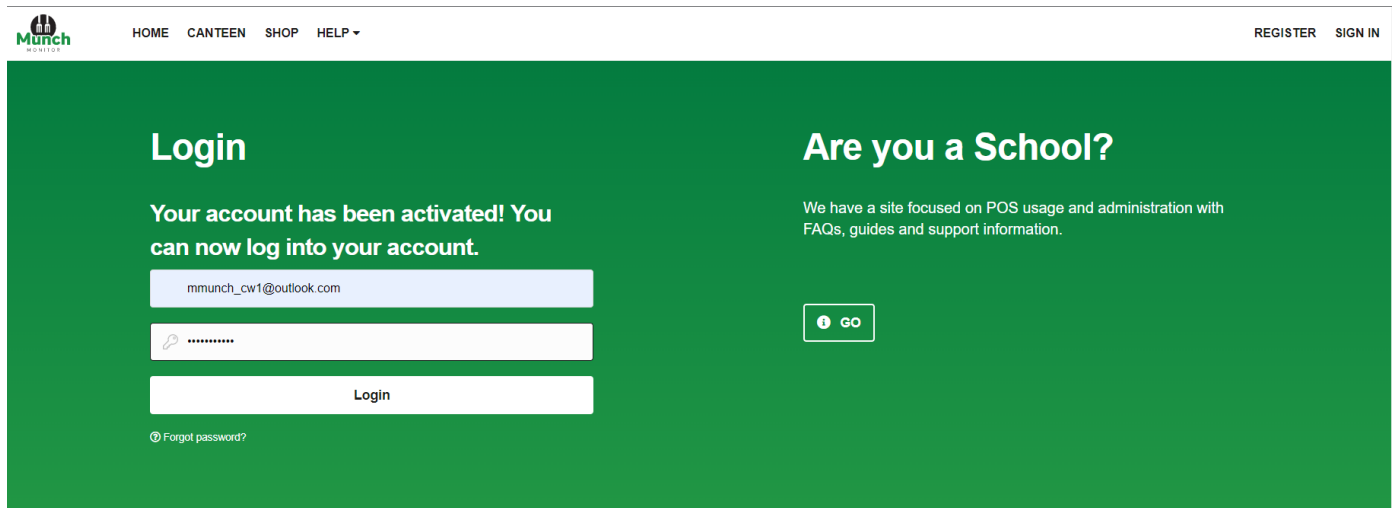 Munch
MONITOR
HOME CANTEEN SHOP HELP
REGISTER SIGN IN
Login
Your account has been activated! You
can now log into your account.
mmunch_cw1@outlook.com
•••••••••••
Login
Forgot password?
Are you a School?
We have a site focused on POS usage and administration with
FAQs, guides and support information.
GO